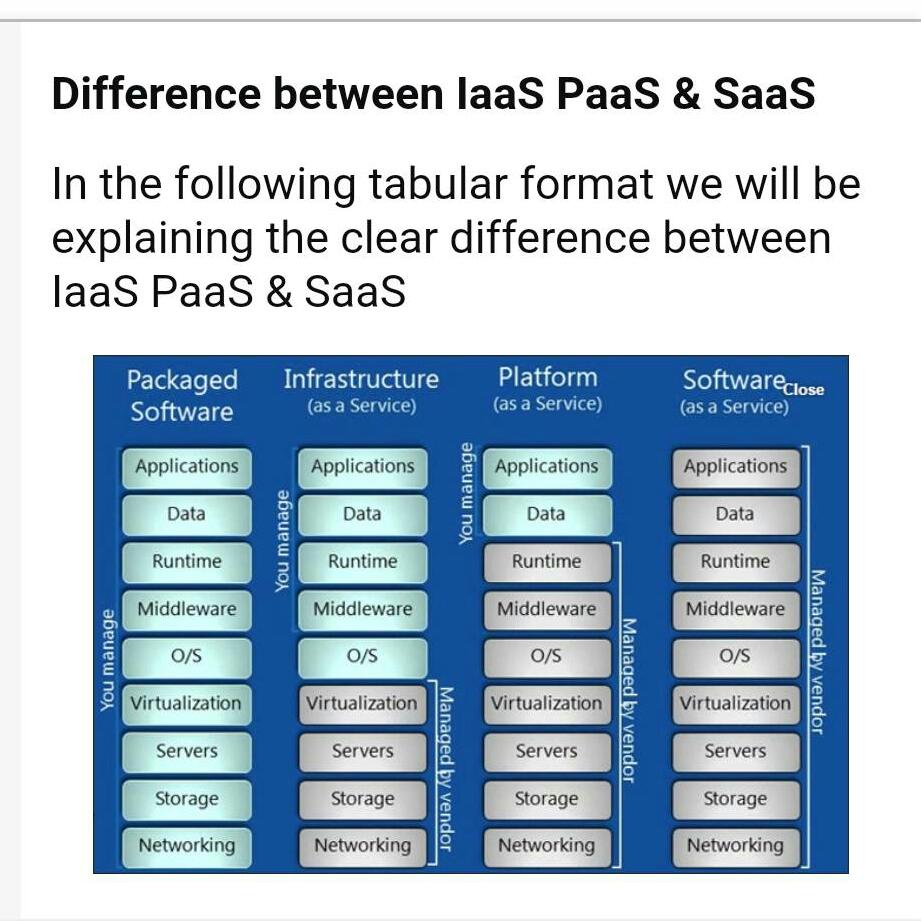 Difference between IaaS PaaS & SaaS
In the following tabular format we will be
explaining the clear difference between
IaaS PaaS & SaaS
Packaged
Software
You manage
Applications
Data
Runtime
Middleware
O/S
Virtualization
Servers
Storage
Networking
Infrastructure
(as a Service)
You manage
Applications
Data
Runtime
Middleware
O/S
Virtualization
Servers
Storage
Networking
Managed by vendor
Platform
(as a Service)
You manage
Applications
Data
Runtime
Middleware
O/S
Virtualization
Servers
Storage
Networking
Managed by vendor
Software
Close
(as a Service)
Applications
Data
Runtime
Middleware
O/S
Virtualization
Servers
Storage
Networking
Managed by vendor